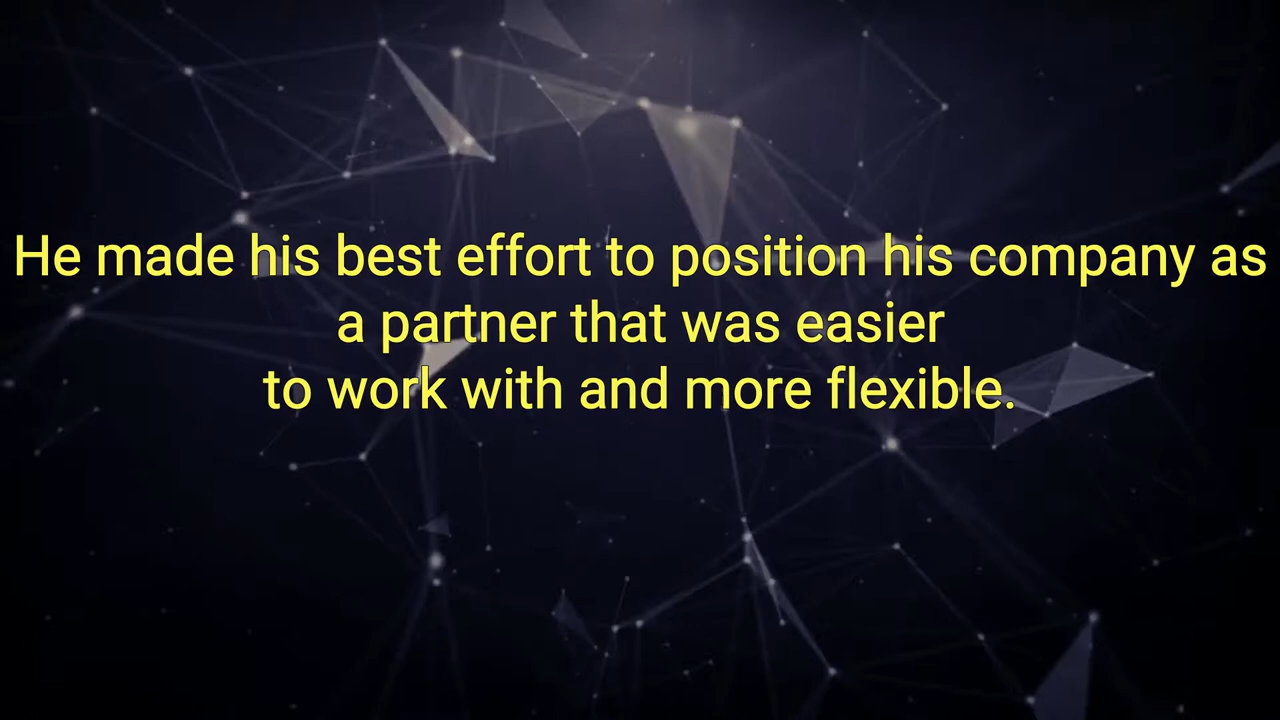 He made his best effort to position his company as
a partner that was easier
to work with and more flexible.